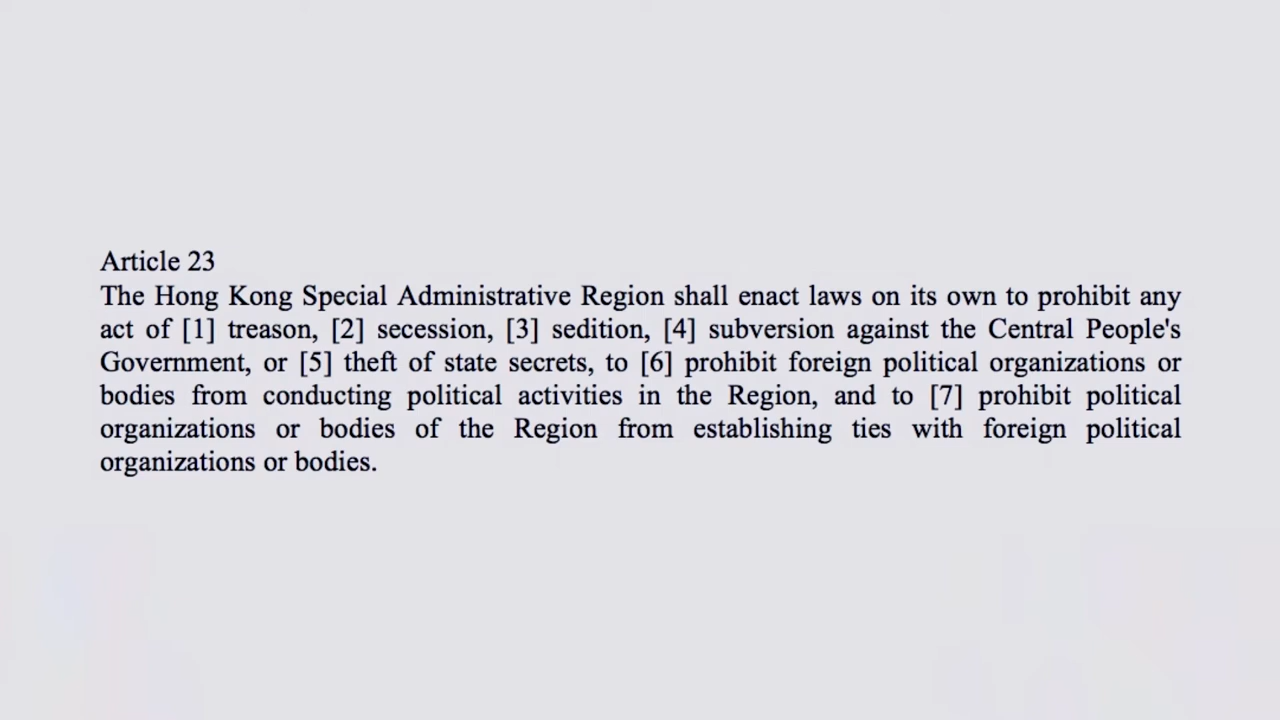 Article 23
The Hong Kong Special Administrative Region shall enact laws on its own to prohibit any
act of [1] treason, [2] secession, [3] sedition, [4] subversion against the Central People's
Government, or [5] theft of state secrets, to [6] prohibit foreign political organizations or
bodies from conducting political activities in the Region, and to [7] prohibit political
organizations or bodies of the Region from establishing ties with foreign political
organizations or bodies.